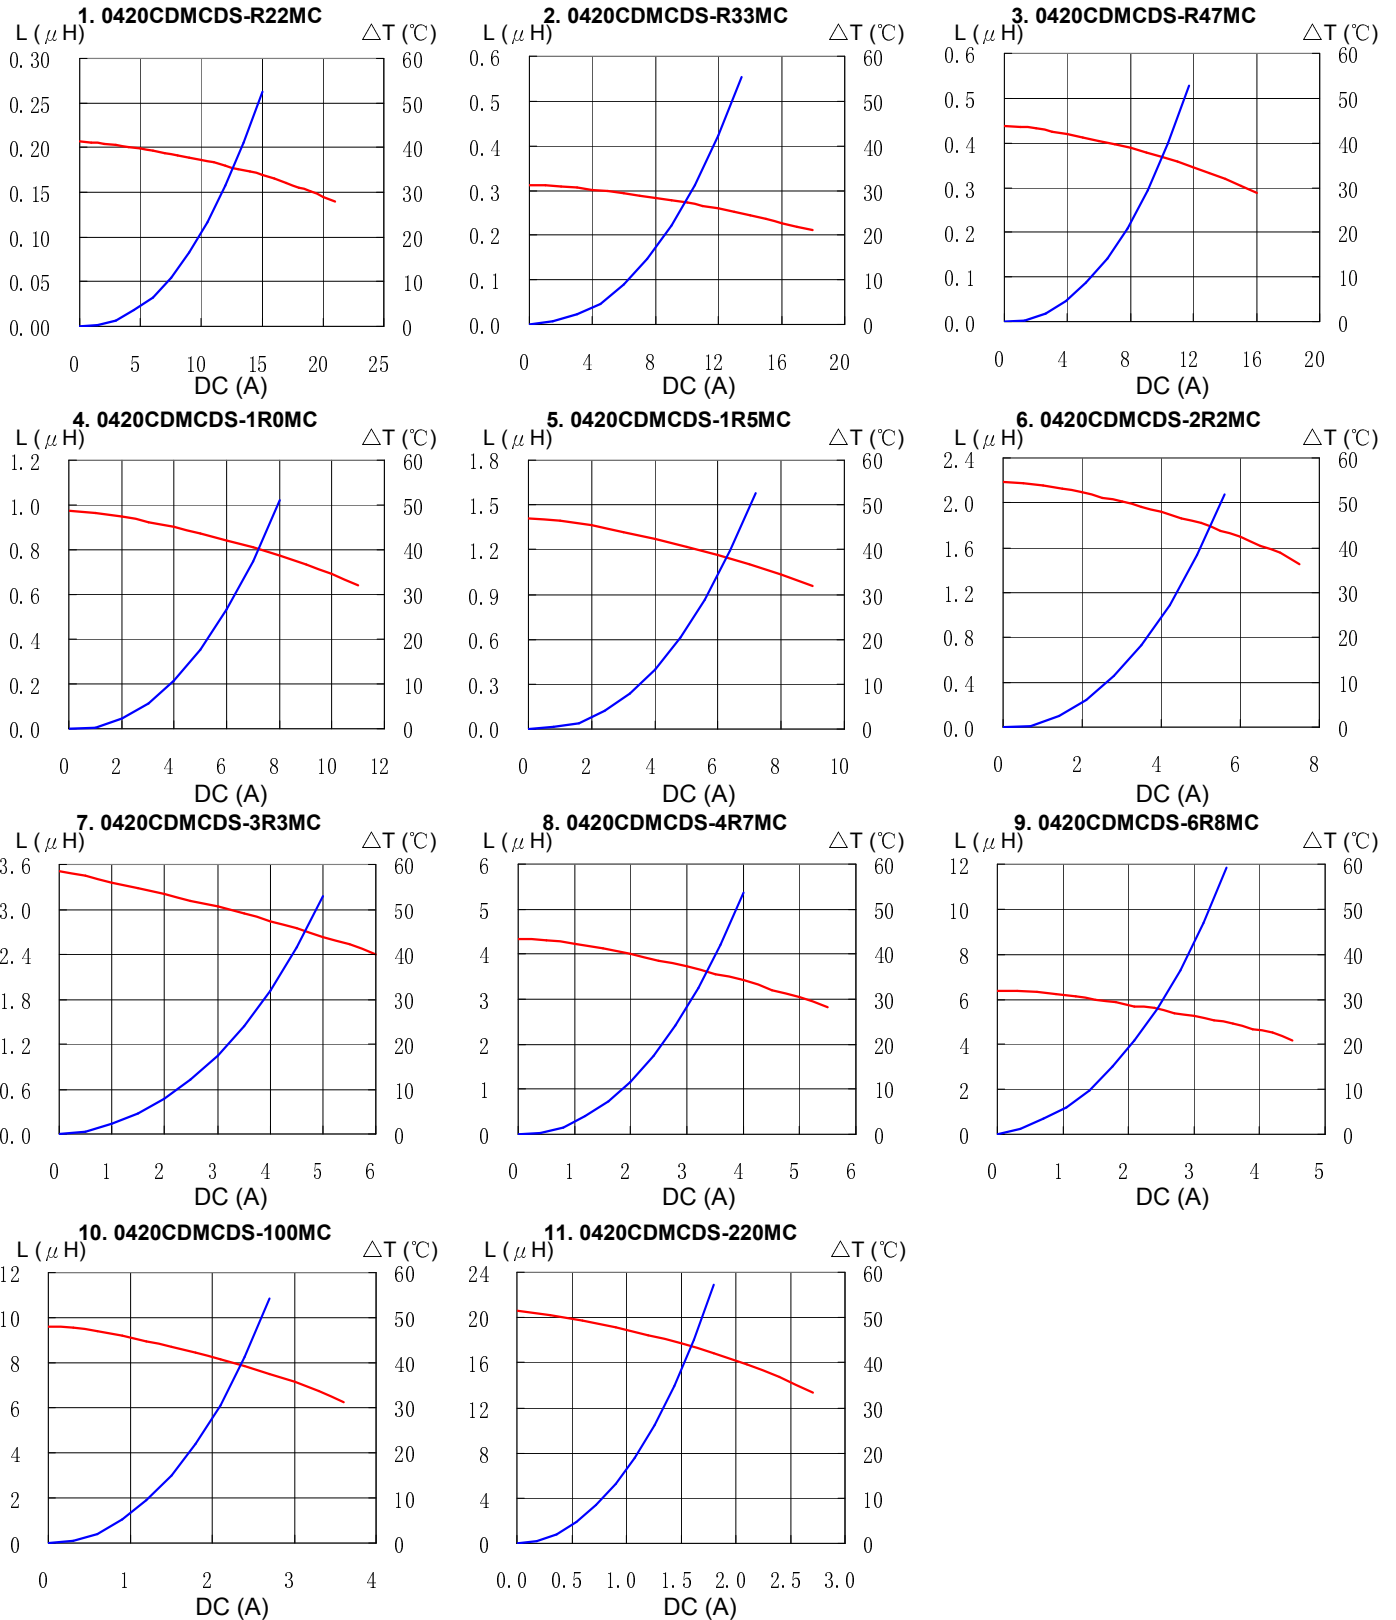 1. 0420CDMCDS-R22MC
L ( μ H) △T (℃)
0.30 60
0.25 50
0.20 40
0.15 30
0.10 20
0.05 10
0.00 0
0 5 10 15 20 25
DC (A)
2. 0420CDMCDS-R33MC
L ( μ H) △T (℃)
0.6 60
0.5 50
0.4 40
0.3 30
0.2 20
0.1 10
0.0 0
0 4 8 12 16 20
DC (A)
3. 0420CDMCDS-R47MC
L ( μ H) △T (℃)
0.6 60
0.5 50
0.4 40
0.3 30
0.2 20
0.1 10
0.0 0
0 4 8 12 16 20
DC (A)
4. 0420CDMCDS-1R0MC
L ( μ H) △T (℃)
1.2 60
1.0 50
0.8 40
0.6 30
0.4 20
0.2 10
0.0 0
0 2 4 6 8 10 12
DC (A)
5. 0420CDMCDS-1R5MC
L ( μ H) △T (℃)
1.8 60
1.5 50
1.2 40
0.9 30
0.6 20
0.3 10
0.0 0
0 2 4 6 8 10
DC (A)
6. 0420CDMCDS-2R2MC
L ( μ H) △T (℃)
2.4 60
2.0 50
1.6 40
1.2 30
0.8 20
0.4 10
0.0 0
0 2 4 6 8
DC (A)
7. 0420CDMCDS-3R3MC
L ( μ H) △T (℃)
3.6 60
3.0 50
2.4 40
1.8 30
1.2 20
0.6 10
0.0 0
0 1 2 3 4 5 6
DC (A)
8. 0420CDMCDS-4R7MC
L ( μ H) △T (℃)
6 60
5 50
4 40
3 30
2 20
1 10
0 0
0 1 2 3 4 5 6
DC (A)
9. 0420CDMCDS-6R8MC
L ( μ H) △T (℃)
12 60
10 50
8 40
6 30
4 20
2 10
0 0
0 1 2 3 4 5
DC (A)
10. 0420CDMCDS-100MC
L ( μ H) △T (℃)
12 60
10 50
8 40
6 30
4 20
2 10
0 0
0 1 2 3 4
DC (A)
11. 0420CDMCDS-220MC
L ( μ H) △T (℃)
24 60
20 50
16 40
12 30
8 20
4 10
0 0
0.0 0.5 1.0 1.5 2.0 2.5 3.0
DC (A)